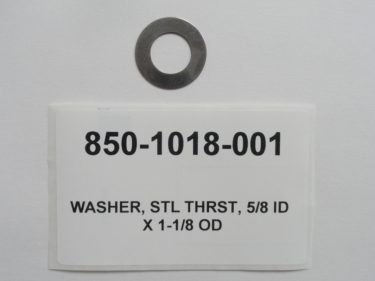 850-1018-001
WASHER, STL THRST, 5/8 ID
X 1-1/8 OD